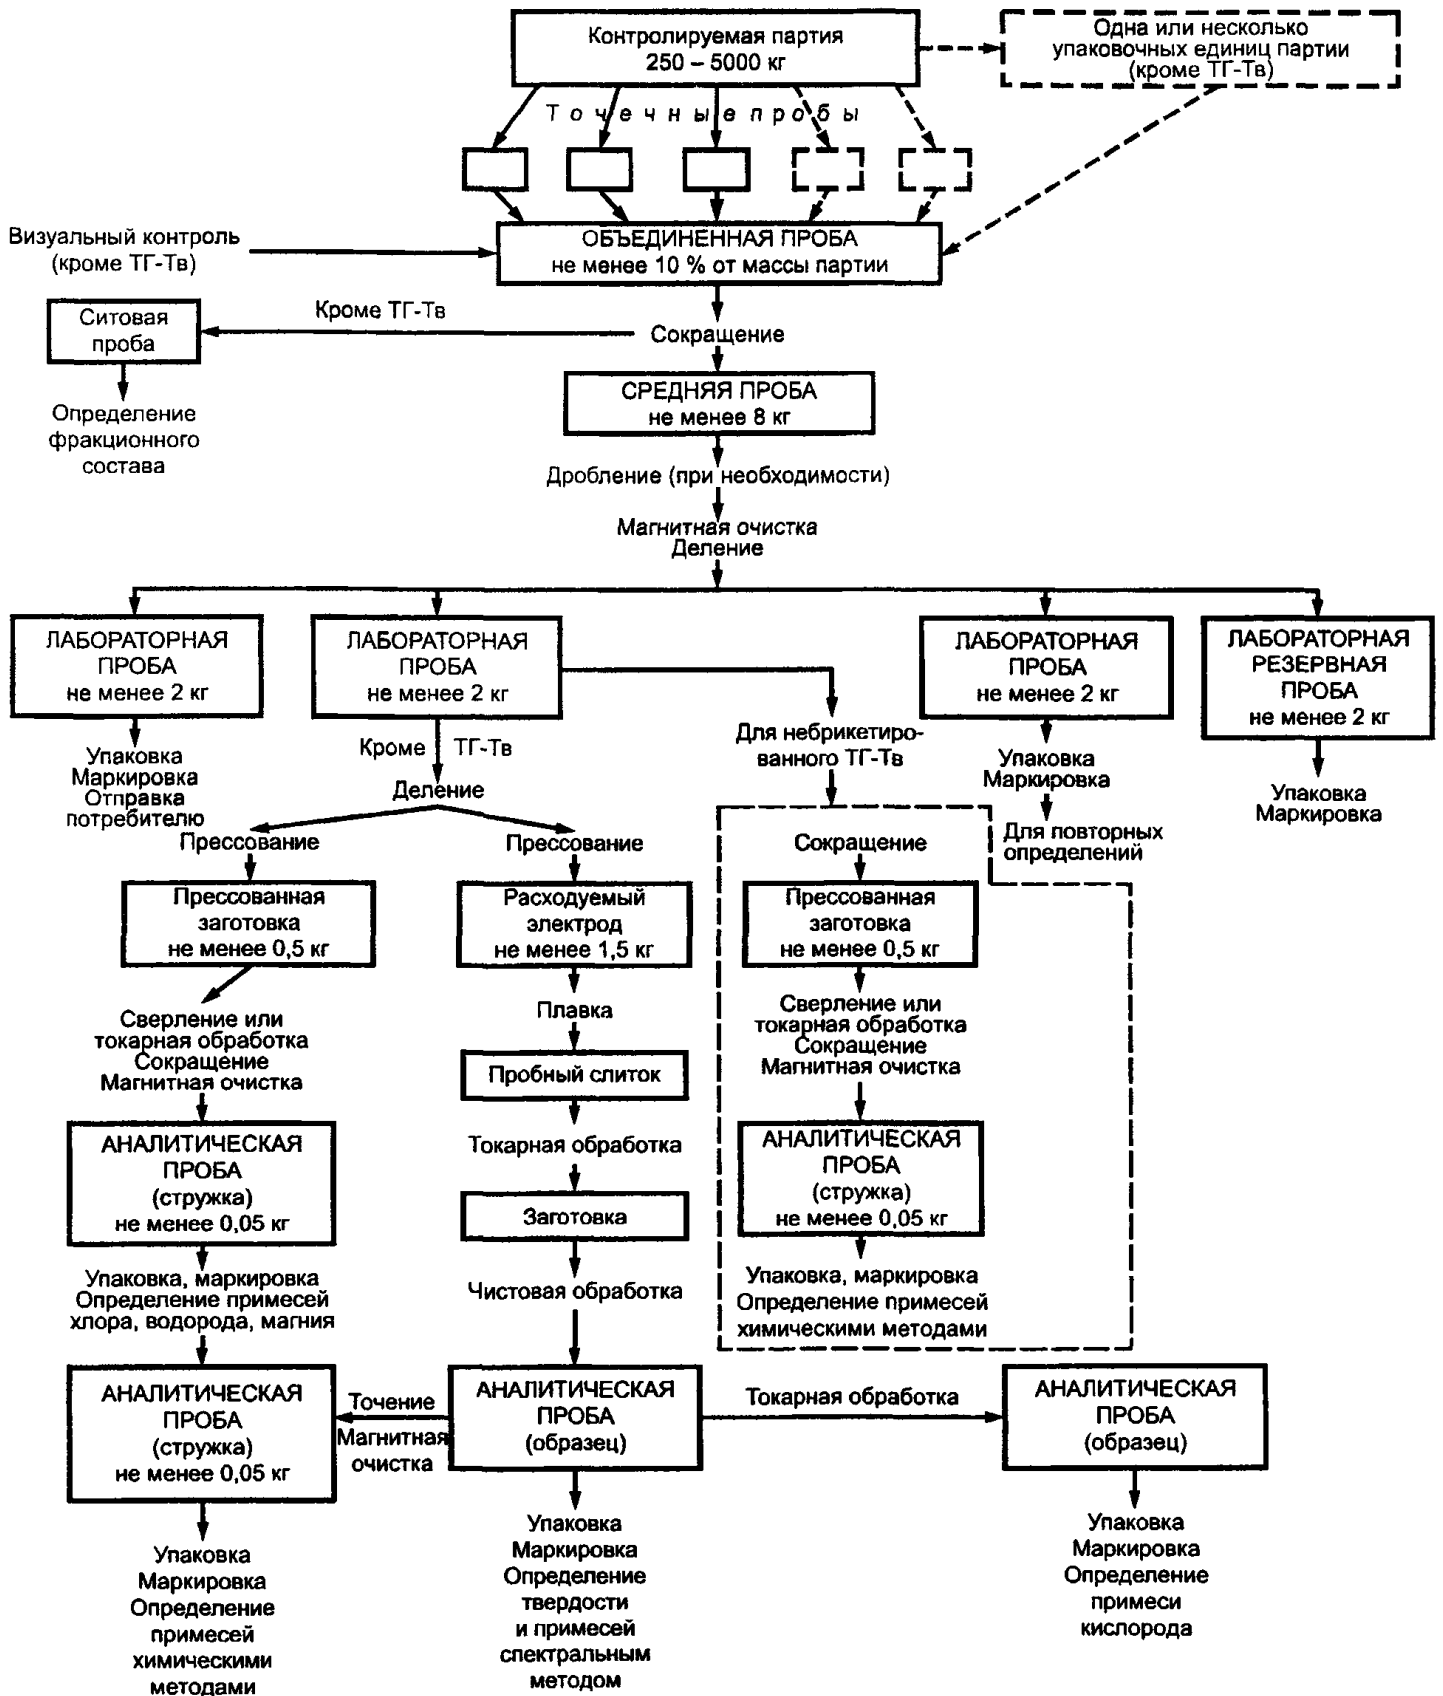 Контролируемая партия
250 – 5000 кг
Одна или несколько
упаковочных единиц партии
(кроме ТГ-Тв)
Точечные пробы
Визуальный контроль
(кроме ТГ-Тв)
ОБЪЕДИНЕННАЯ ПРОБА
не менее 10 % от массы партии
Ситовая
проба
Кроме ТГ-Тв
Сокращение
Определение
фракционного
состава
СРЕДНЯЯ ПРОБА
не менее 8 кг
Дробление (при необходимости)
Магнитная очистка
Деление
ЛАБОРАТОРНАЯ
ПРОБА
не менее 2 кг
ЛАБОРАТОРНАЯ
ПРОБА
не менее 2 кг
ЛАБОРАТОРНАЯ
ПРОБА
не менее 2 кг
ЛАБОРАТОРНАЯ
РЕЗЕРВНАЯ
ПРОБА
не менее 2 кг
Упаковка
Маркировка
Отправка
потребителю
Кроме ТГ-Тв
Деление
Для небрикетиро-
ванного ТГ-Тв
Упаковка
Маркировка
Для повторных
определений
Упаковка
Маркировка
Прессование
Прессованная
заготовка
не менее 0,5 кг
Сверление или
токарная обработка
Сокращение
Магнитная очистка
АНАЛИТИЧЕСКАЯ
ПРОБА
(стружка)
не менее 0,05 кг
Упаковка, маркировка
Определение примесей
хлора, водорода, магния
Прессование
Расходуемый
электрод
не менее 1,5 кг
Плавка
Пробный слиток
Токарная обработка
Заготовка
Чистовая обработка
Сокращение
Прессованная
заготовка
не менее 0,5 кг
Сверление или
токарная обработка
Сокращение
Магнитная очистка
АНАЛИТИЧЕСКАЯ
ПРОБА
(стружка)
не менее 0,05 кг
Упаковка, маркировка
Определение примесей
химическими методами
АНАЛИТИЧЕСКАЯ
ПРОБА
(стружка)
не менее 0,05 кг
Точение
Магнитная
очистка
АНАЛИТИЧЕСКАЯ
ПРОБА
(образец)
Токарная обработка
АНАЛИТИЧЕСКАЯ
ПРОБА
(образец)
Упаковка
Маркировка
Определение
примесей
химическими
методами
Упаковка
Маркировка
Определение
твердости
и примесей
спектральным
методом
Упаковка
Маркировка
Определение
примеси
кислорода